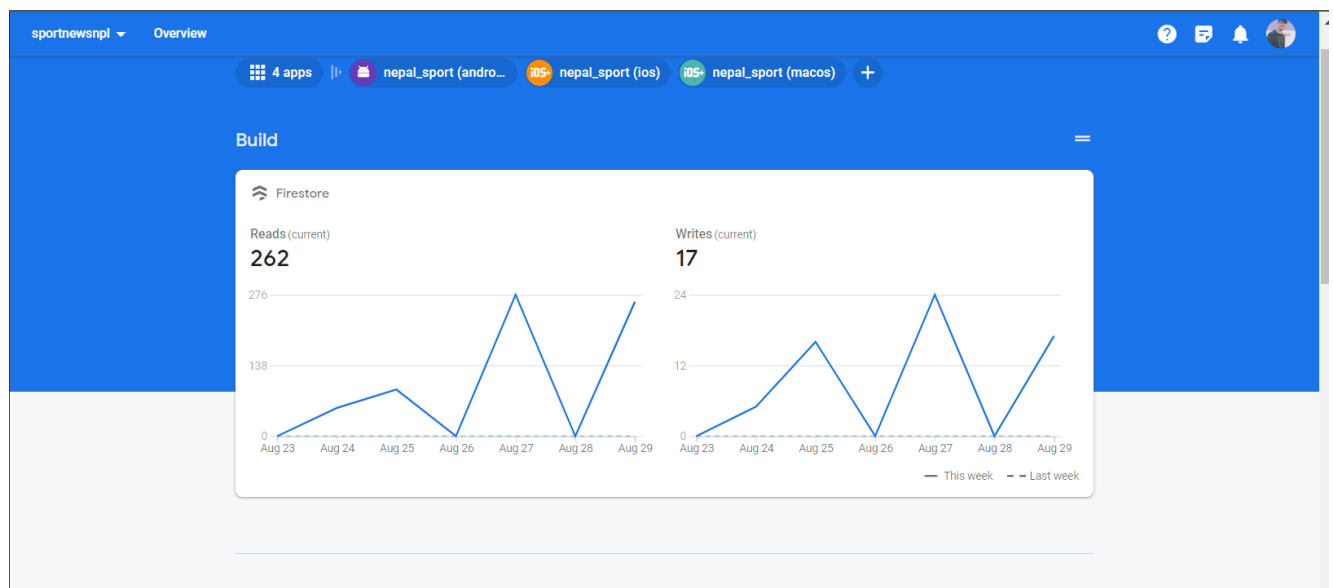 sportnewsnpl Overview
4 apps nepal_sport (andro... iOS+ nepal_sport (ios) iOS+ nepal_sport (macos) +
Build
Firestore
Reads (current) Writes (current)
262 17
276 24
138 12
0 0
Aug 23 Aug 24 Aug 25 Aug 26 Aug 27 Aug 28 Aug 29 Aug 23 Aug 24 Aug 25 Aug 26 Aug 27 Aug 28 Aug 29
This week Last week